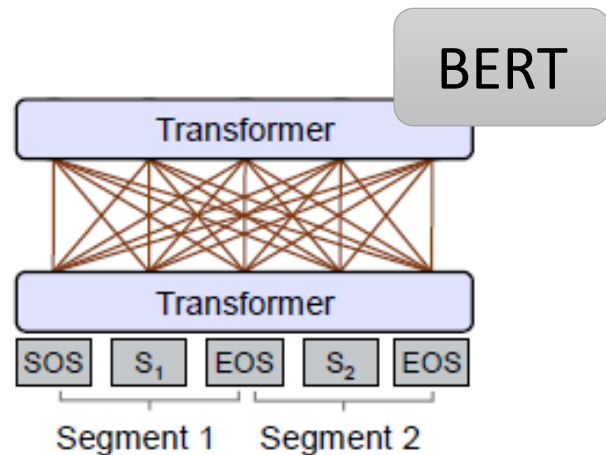 BERT
Transformer
Transformer
SOS S₁ EOS S₂ EOS
Segment 1 Segment 2